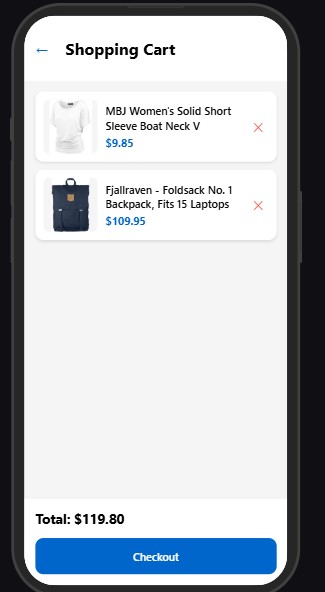 ← Shopping Cart
MBJ Women's Solid Short
Sleeve Boat Neck V
$9.85
Fjallraven - Foldsack No. 1
Backpack, Fits 15 Laptops
$109.95
Total: $119.80
Checkout